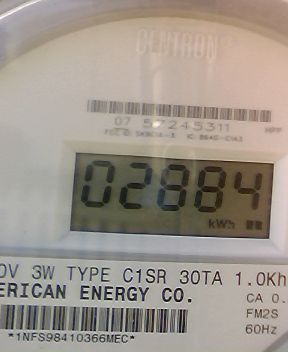 CENTRON
07 57245311
HPP
02884
kWh
0V 3W TYPE C1SR 30TA 1.0Kh
ERICAN ENERGY CO.
CA 0.
FM2S
60Hz
*1NFS98410366MEC*